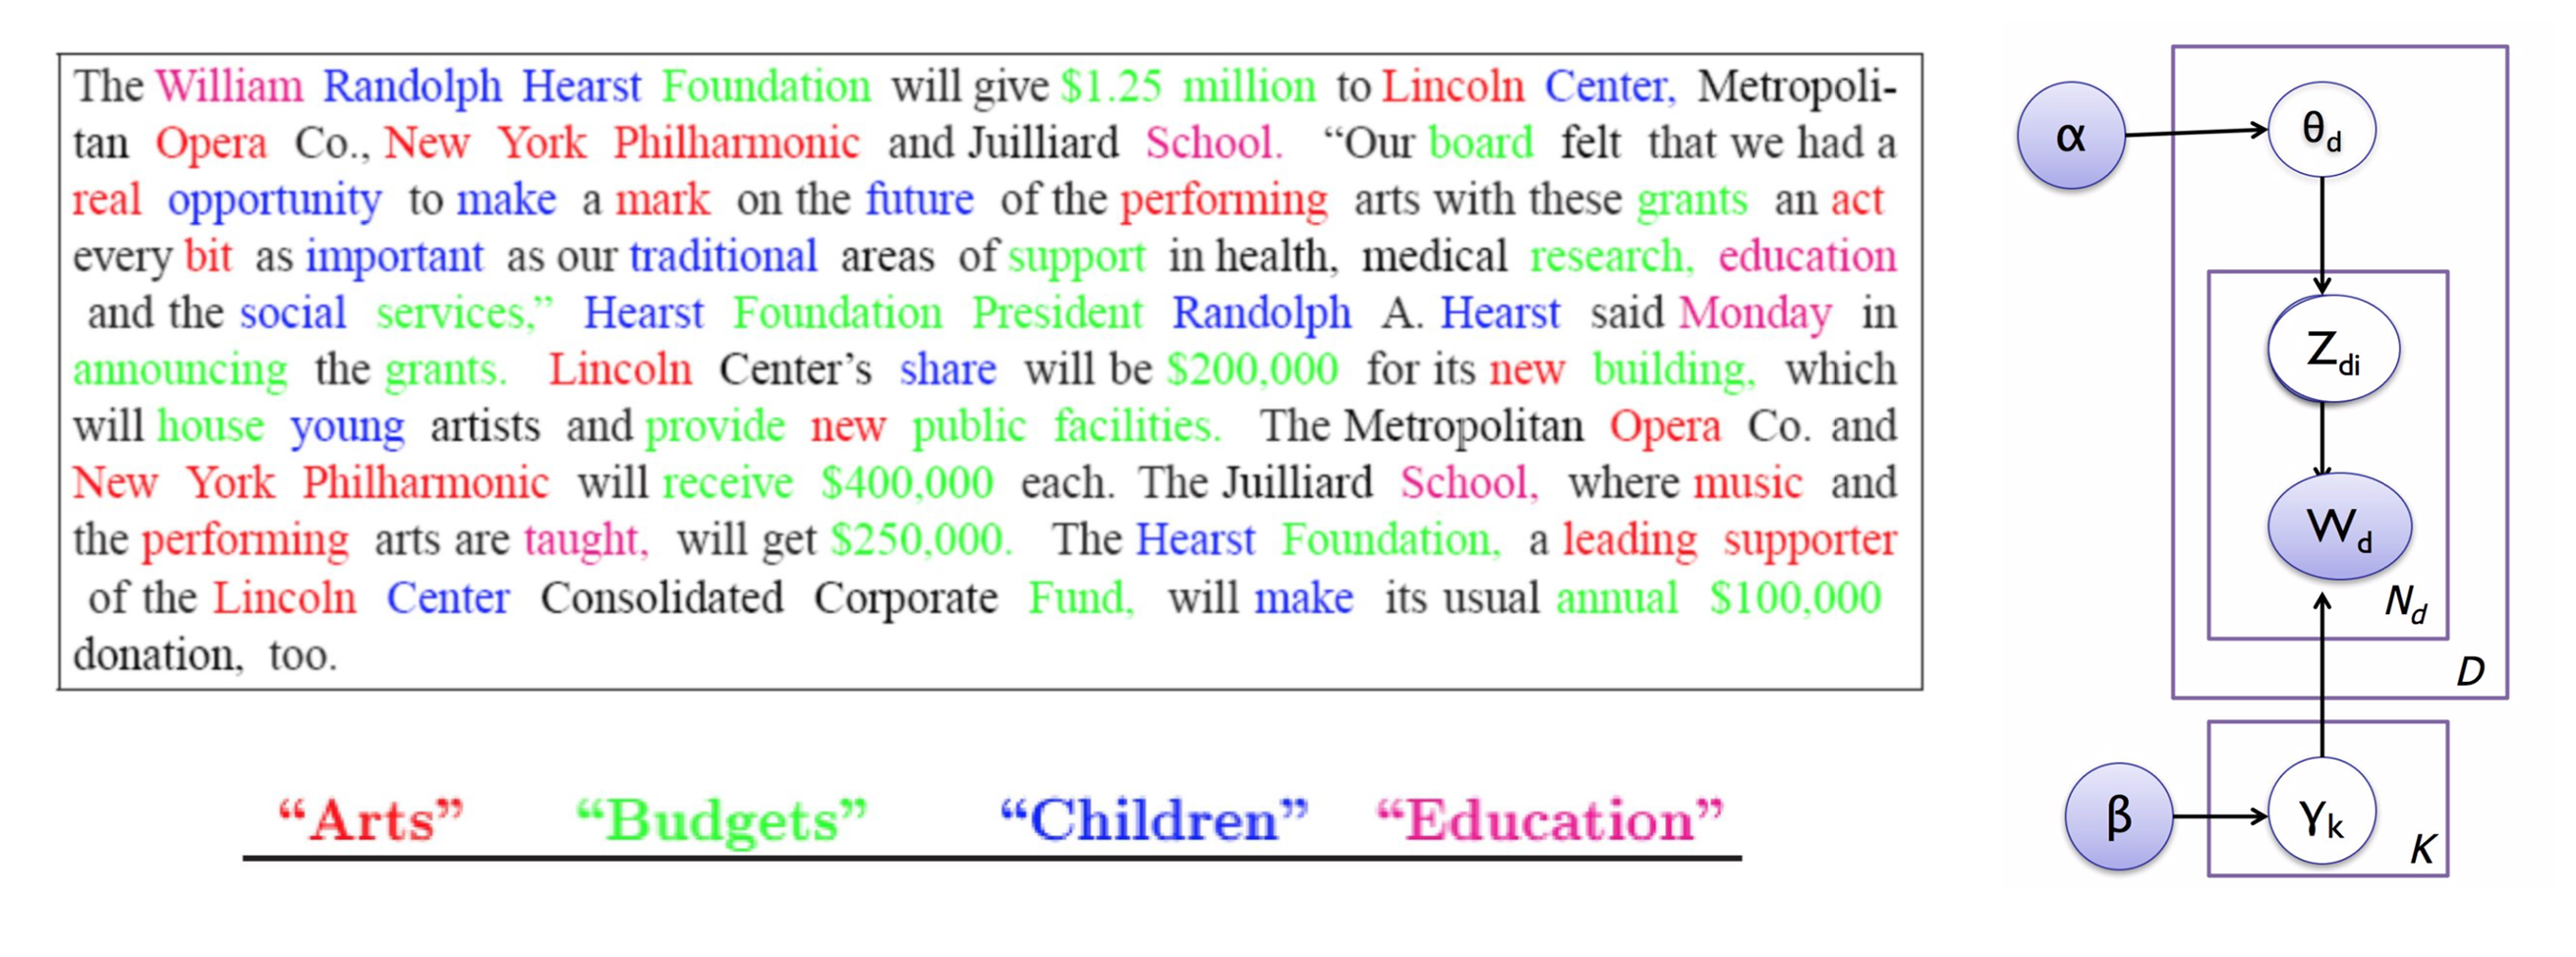 The William Randolph Hearst Foundation will give $1.25 million to Lincoln Center, Metropoli-
tan Opera Co., New York Philharmonic and Juilliard School. “Our board felt that we had a
real opportunity to make a mark on the future of the performing arts with these grants an act
every bit as important as our traditional areas of support in health, medical research, education
and the social services,” Hearst Foundation President Randolph A. Hearst said Monday in
announcing the grants. Lincoln Center’s share will be $200,000 for its new building, which
will house young artists and provide new public facilities. The Metropolitan Opera Co. and
New York Philharmonic will receive $400,000 each. The Juilliard School, where music and
the performing arts are taught, will get $250,000. The Hearst Foundation, a leading supporter
of the Lincoln Center Consolidated Corporate Fund, will make its usual annual $100,000
donation, too.
“Arts” “Budgets” “Children” “Education”
α
θd
Zdi
Wd
Nd
D
β
γk
K